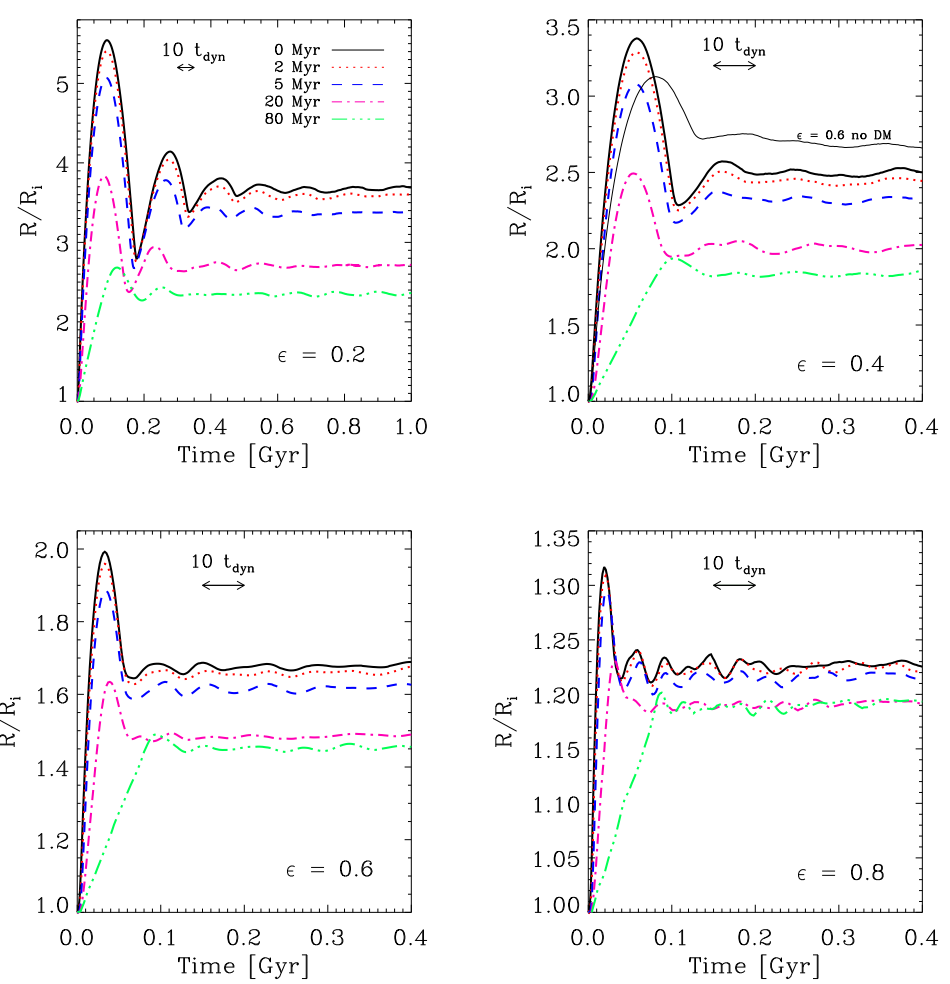 10 t_dyn
0 Myr
2 Myr
5 Myr
20 Myr
80 Myr
5
4
3
2
1
R/R_i
ϵ = 0.2
0.0 0.2 0.4 0.6 0.8 1.0
Time [Gyr]
3.5
3.0
2.5
2.0
1.5
1.0
R/R_i
10 t_dyn
ϵ = 0.6 no DM
ϵ = 0.4
0.0 0.1 0.2 0.3 0.4
Time [Gyr]
2.0
1.8
1.6
1.4
1.2
1.0
R/R_i
10 t_dyn
ϵ = 0.6
0.0 0.1 0.2 0.3 0.4
Time [Gyr]
1.35
1.30
1.25
1.20
1.15
1.10
1.05
1.00
R/R_i
10 t_dyn
ϵ = 0.8
0.0 0.1 0.2 0.3 0.4
Time [Gyr]